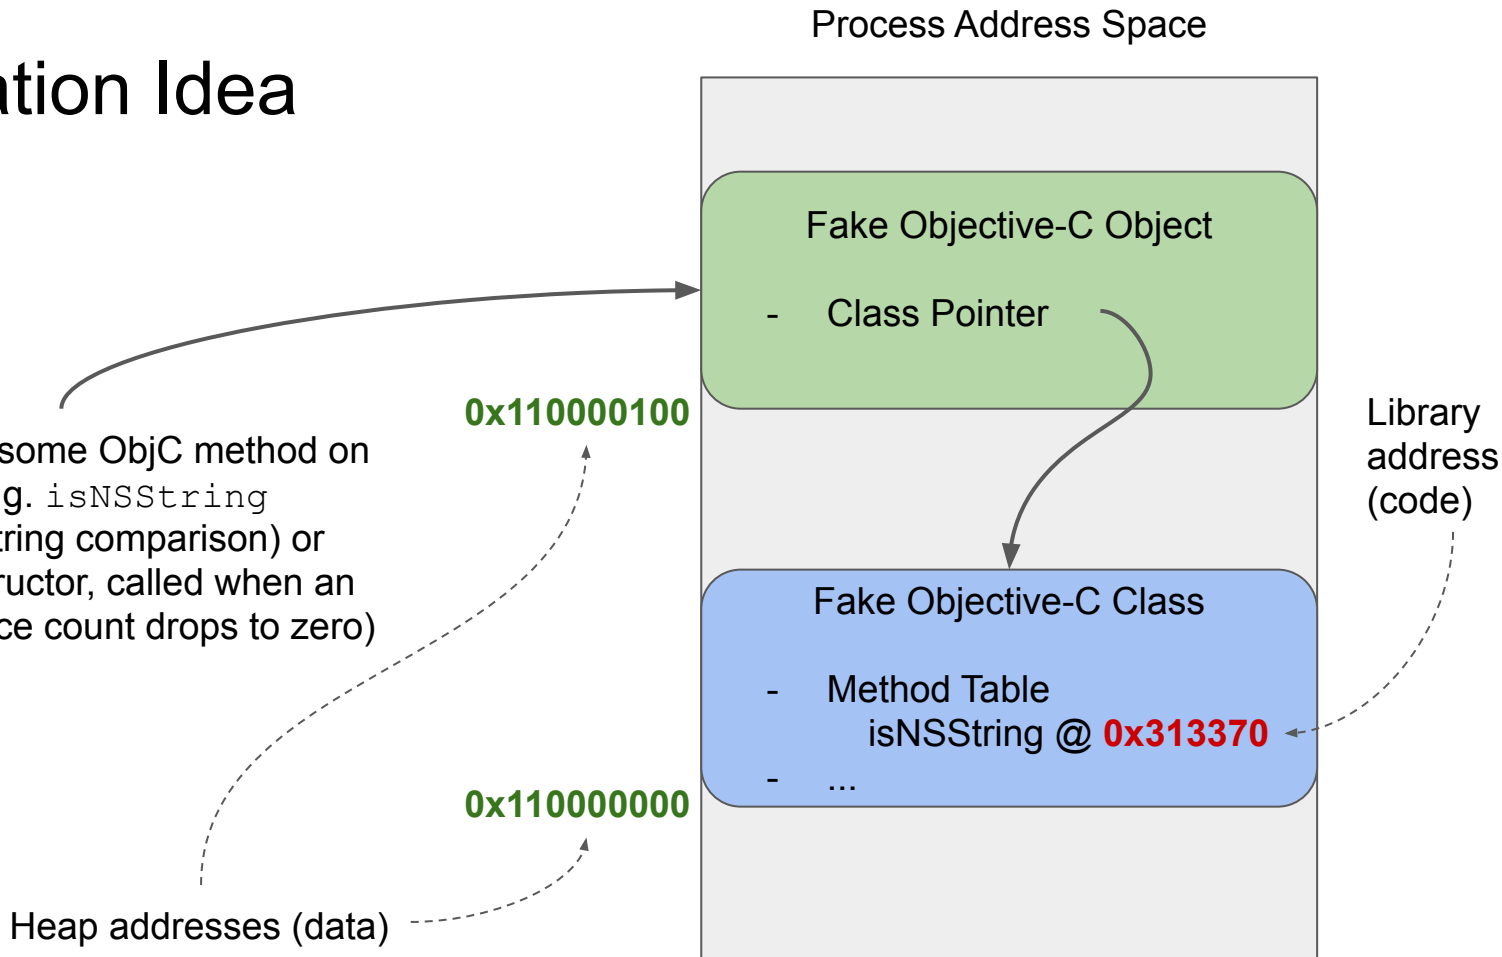 Process Address Space
ation Idea
Fake Objective-C Object
- Class Pointer
0x110000100
some ObjC method on
g. isNSString
tring comparison) or
ructor, called when an
ce count drops to zero)
Library
address
(code)
Fake Objective-C Class
- Method Table
isNSString @ 0x313370
- ...
0x110000000
Heap addresses (data)